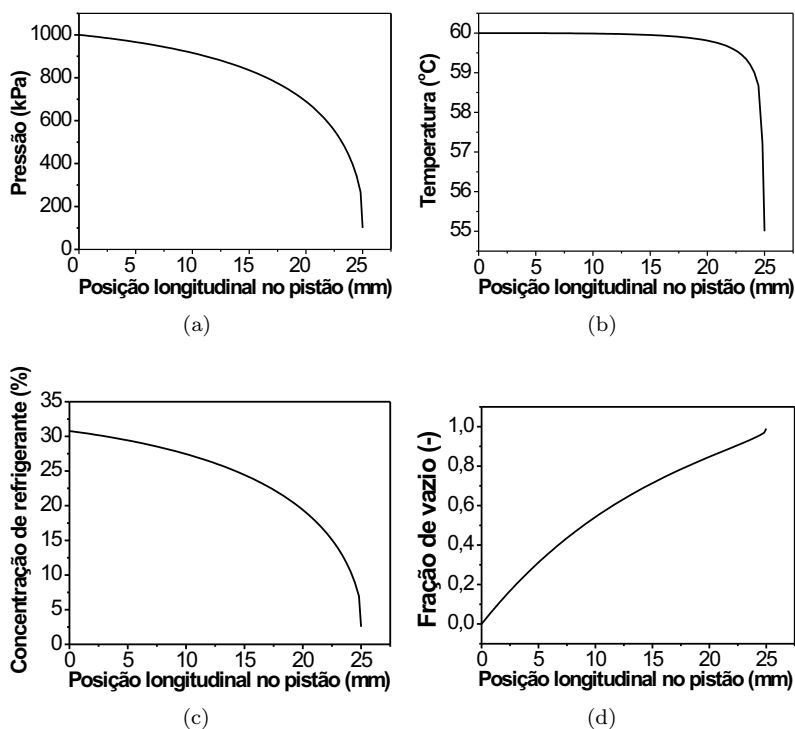 Pressão (kPa)
1000
800
600
400
200
0
0 5 10 15 20 25
Posição longitudinal no pistão (mm)
(a)
Temperatura (°C)
60
59
58
57
56
55
0 5 10 15 20 25
Posição longitudinal no pistão (mm)
(b)
Concentração de refrigerante (%)
35
30
25
20
15
10
5
0
0 5 10 15 20 25
Posição longitudinal no pistão (mm)
(c)
Fração de vazio (-)
1,0
0,8
0,6
0,4
0,2
0,0
0 5 10 15 20 25
Posição longitudinal no pistão (mm)
(d)